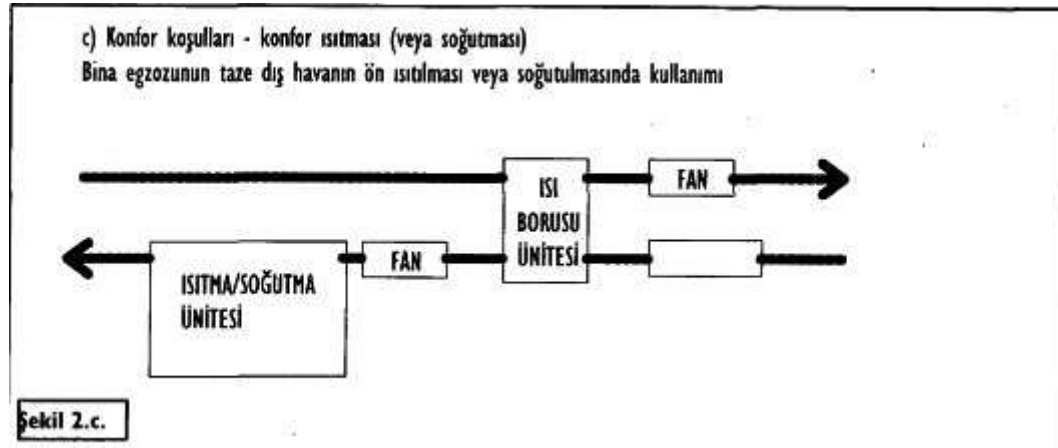 c) Konfor koşulları - konfor ısıtması (veya soğutması)
Bina egzozunun taze dış havanın ön ısıtılması veya soğutulmasında kullanımı
ISI
BORUSU
ÜNİTESİ
FAN
FAN
ISITMA/SOĞUTMA
ÜNİTESİ
Şekil 2.c.